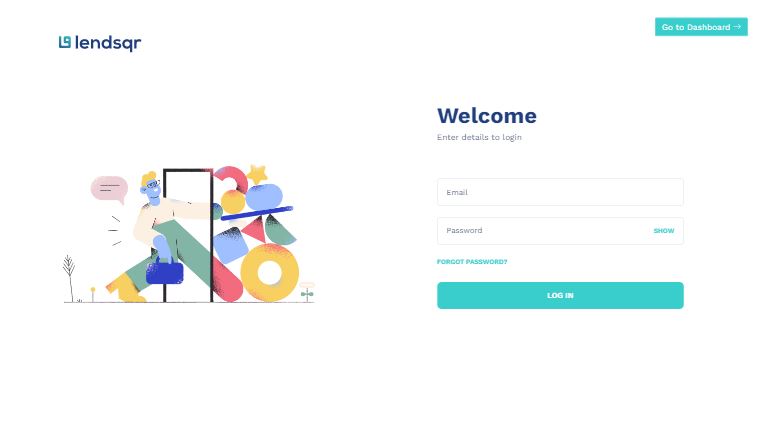 Go to Dashboard →
lendsqr
Welcome
Enter details to login
Email
Password
SHOW
FORGOT PASSWORD?
LOG IN